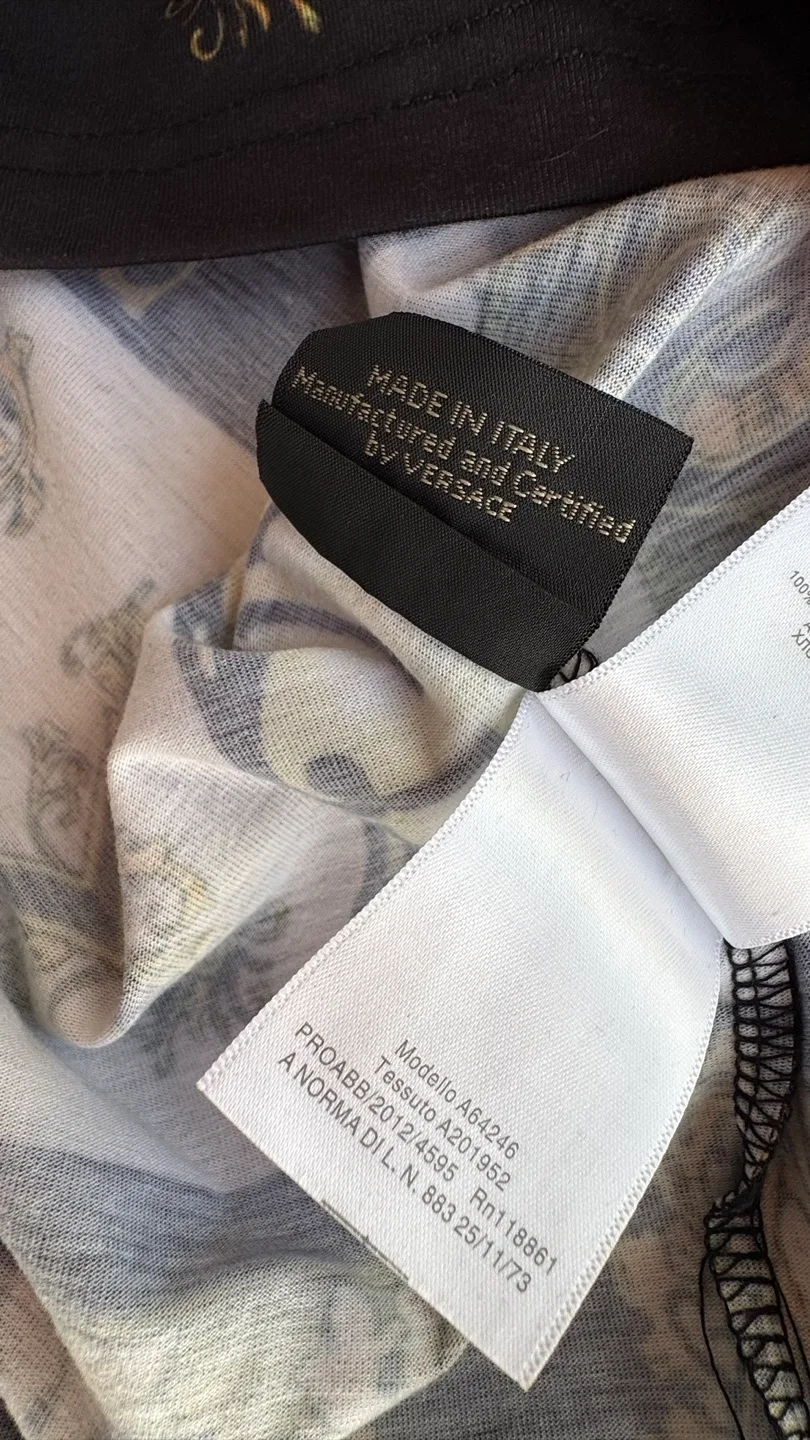 MADE IN ITALY
Manufactured and Certified
by VERSACE
100%
Modello A64246
Tessuto A201952
PROABB/2012/4595 Rn118861
A NORMA DI L. N. 883 25/11/73